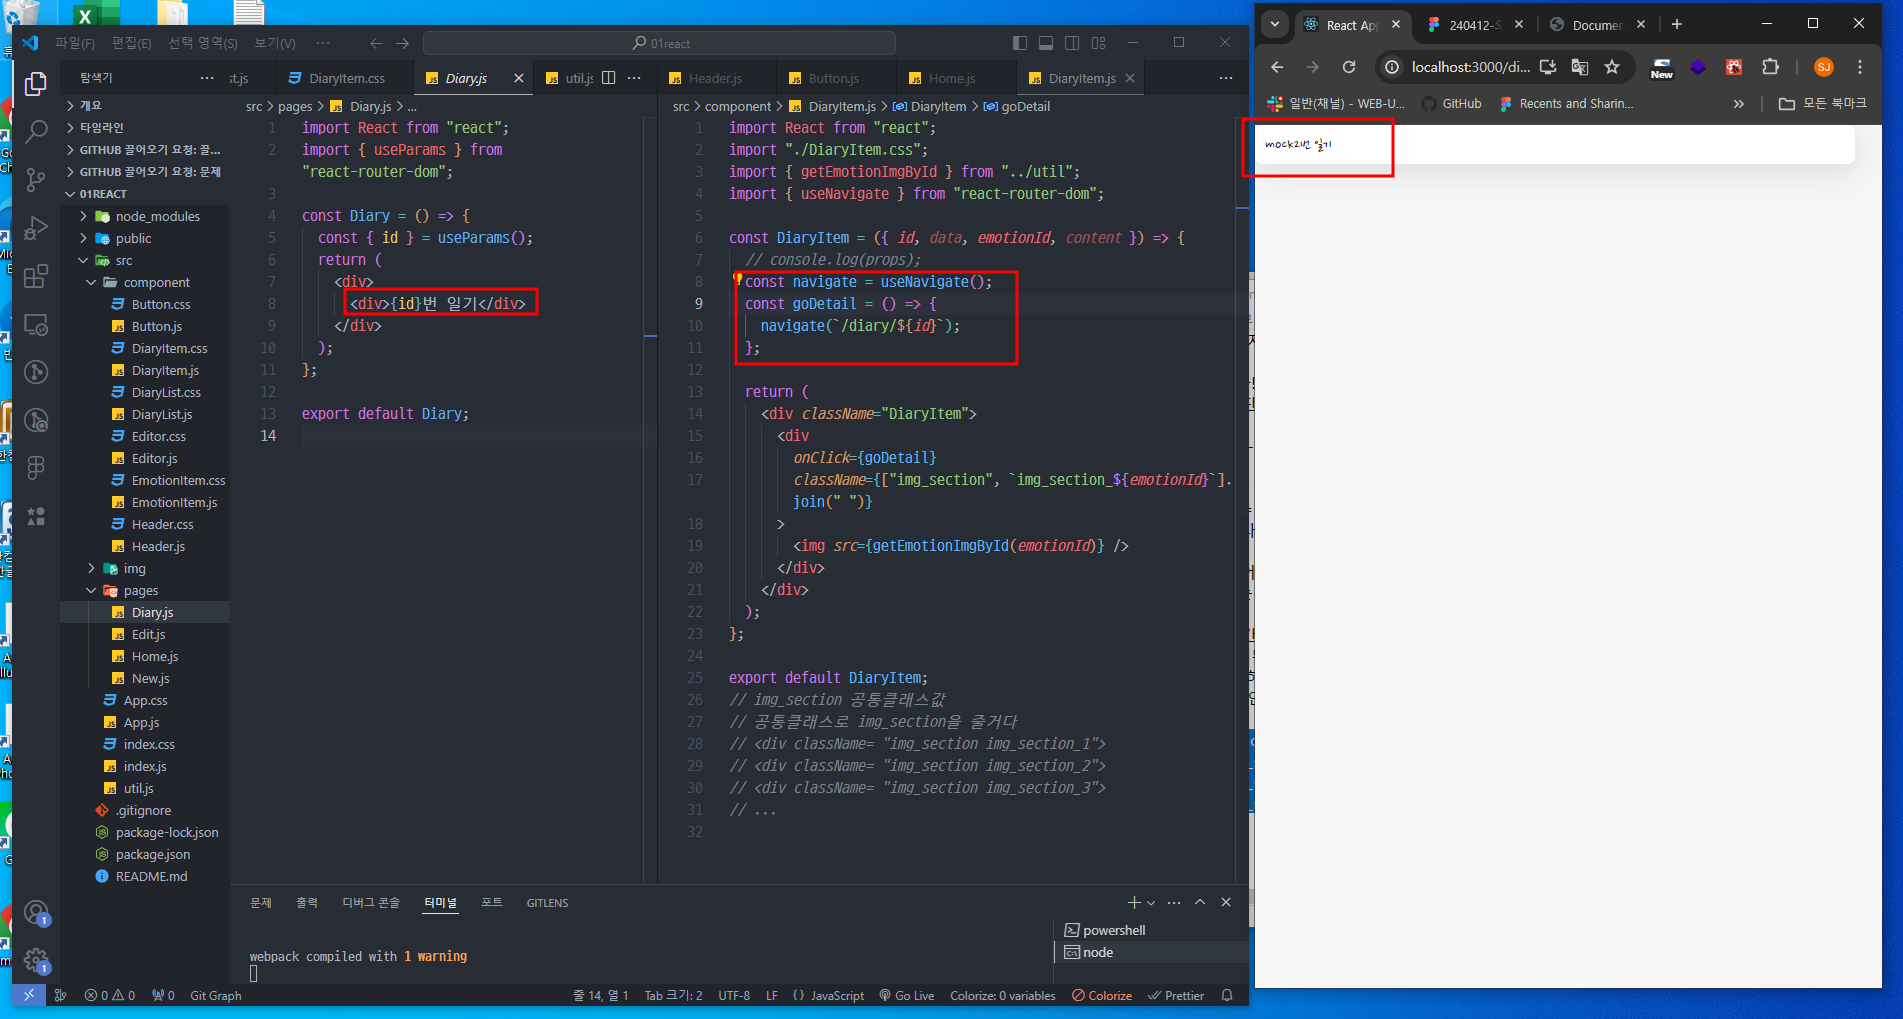 파일(F) 편집(E) 선택 영역(S) 보기(V) ··· 01react
탐색기 ···
개요
타임라인
GITHUB 끌어오기 요청: 끌...
GITHUB 끌어오기 요청: 문제
01REACT
node_modules
public
src
component
Button.css
Button.js
DiaryItem.css
DiaryItem.js
DiaryList.css
DiaryList.js
Editor.css
Editor.js
EmotionItem.css
EmotionItem.js
Header.css
Header.js
img
pages
Diary.js
Edit.js
Home.js
New.js
App.css
App.js
index.css
index.js
util.js
.gitignore
package-lock.json
package.json
README.md
st.js DiaryItem.css Diary.js util.js ···
src > pages > Diary.js > ...
1 import React from "react";
2 import { useParams } from
"react-router-dom";
3
4 const Diary = () => {
5 const { id } = useParams();
6 return (
7 <div>
8 <div>{id}번 일기</div>
9 </div>
10 );
11 };
12
13 export default Diary;
14
Header.js Button.js Home.js DiaryItem.js ···
src > component > DiaryItem.js > DiaryItem > goDetail
1 import React from "react";
2 import "./DiaryItem.css";
3 import { getEmotionImgById } from "../util";
4 import { useNavigate } from "react-router-dom";
5
6 const DiaryItem = ({ id, data, emotionId, content }) => {
7 // console.log(props);
8 const navigate = useNavigate();
9 const goDetail = () => {
10 navigate(`/diary/${id}`);
11 };
12
13 return (
14 <div className="DiaryItem">
15 <div
16 onClick={goDetail}
17 className={["img_section", `img_section_${emotionId}`].
join(" ")}
18 >
19 <img src={getEmotionImgById(emotionId)} />
20 </div>
21 </div>
22 );
23 };
24
25 export default DiaryItem;
26 // img_section 공통클래스값
27 // 공통클래스로 img_section을 줄거다
28 // <div className= "img_section img_section_1">
29 // <div className= "img_section img_section_2">
30 // <div className= "img_section img_section_3">
31 // ...
32
문제 출력 디버그 콘솔 터미널 포트 GITLENS
webpack compiled with 1 warning
powershell
node
0 0 0 Git Graph 줄 14, 열 1 Tab 크기: 2 UTF-8 LF {} JavaScript Go Live Colorize: 0 variables Colorize Prettier
1
1
React Ap 240412-S Documen
localhost:3000/di... New SJ
일반(채널) - WEB-U... GitHub Recents and Sharin... » 모든 북마크
mock2번 일기